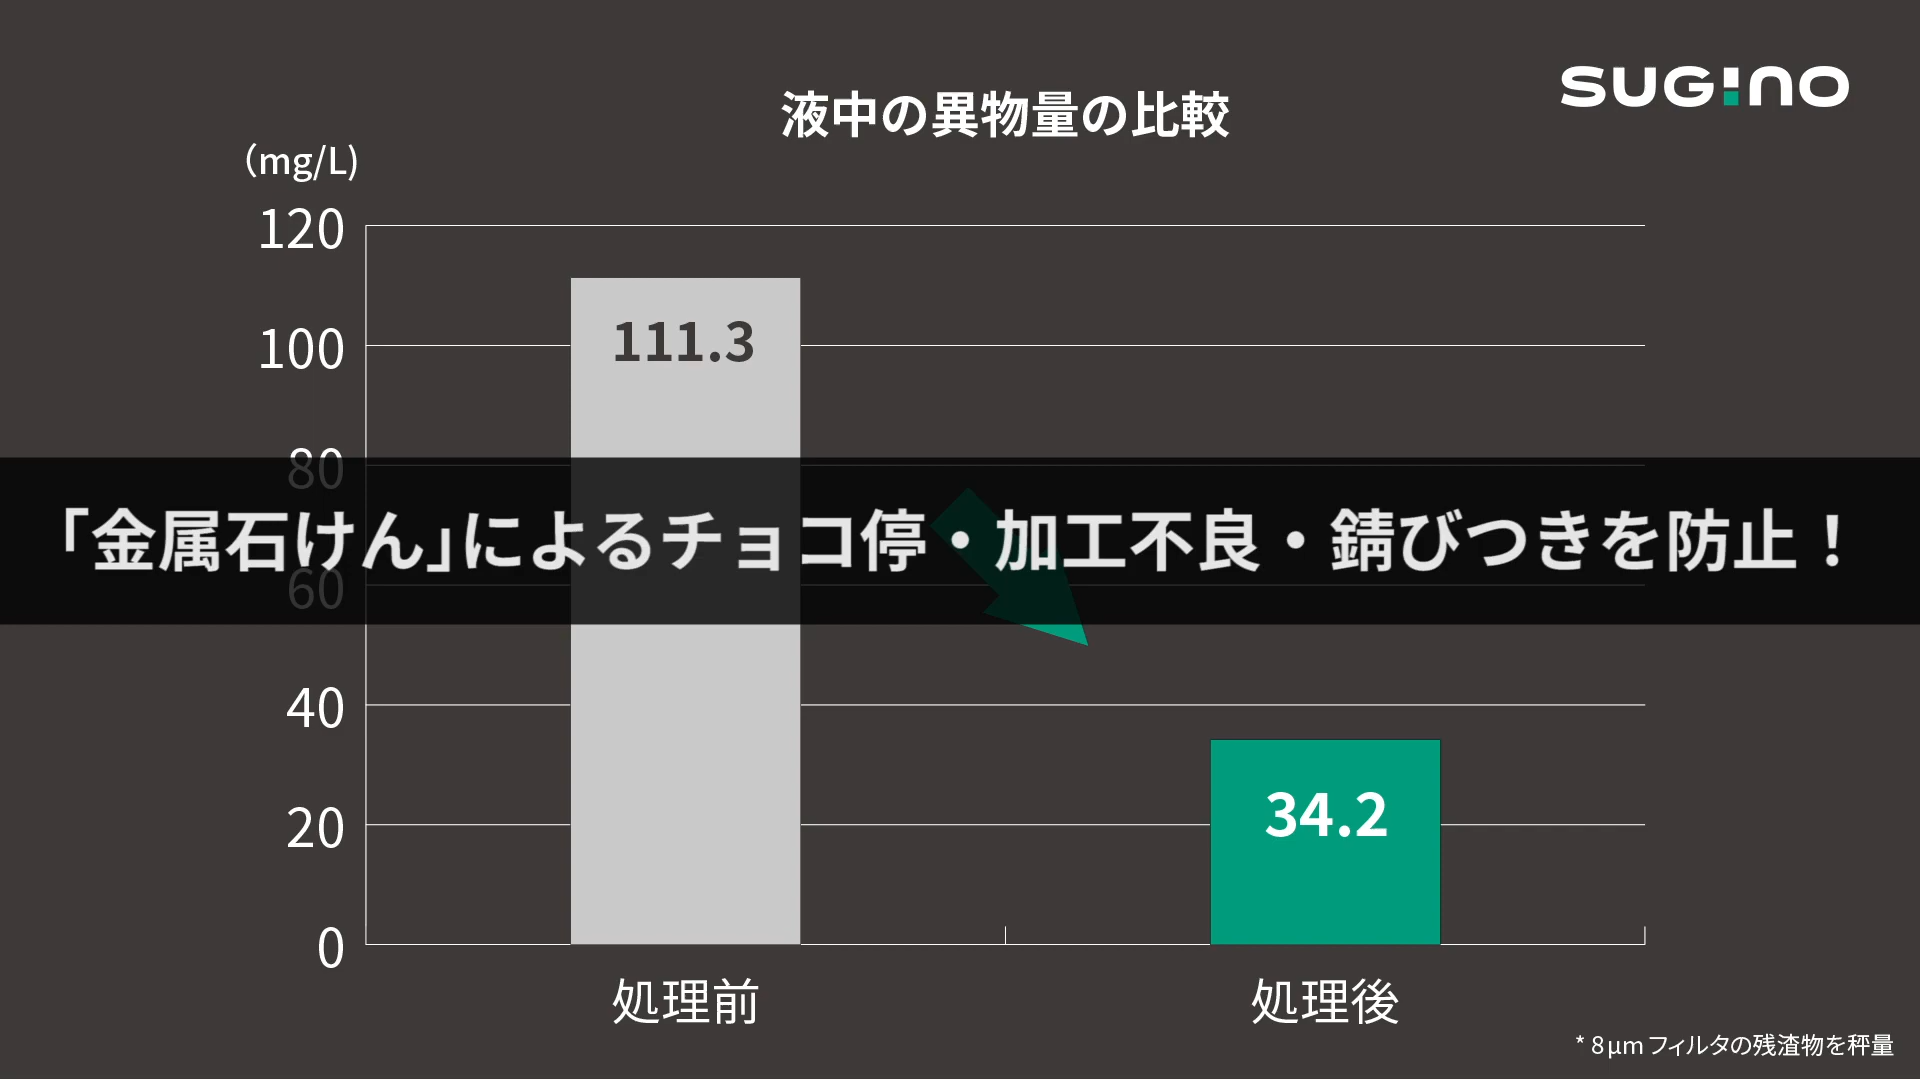 液中の異物量の比較
SUGINO
（mg/L)
120
100
111.3
80
「金属石けん」によるチョコ停・加工不良・錆びつきを防止！
60
40
20
34.2
0
処理前
処理後
* 8μmフィルタの残渣物を秤量